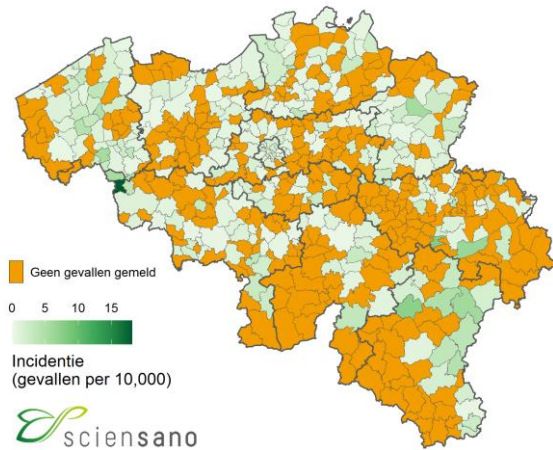 Geen gevallen gemeld
0 5 10 15
Incidentie
(gevallen per 10,000)
sciensano